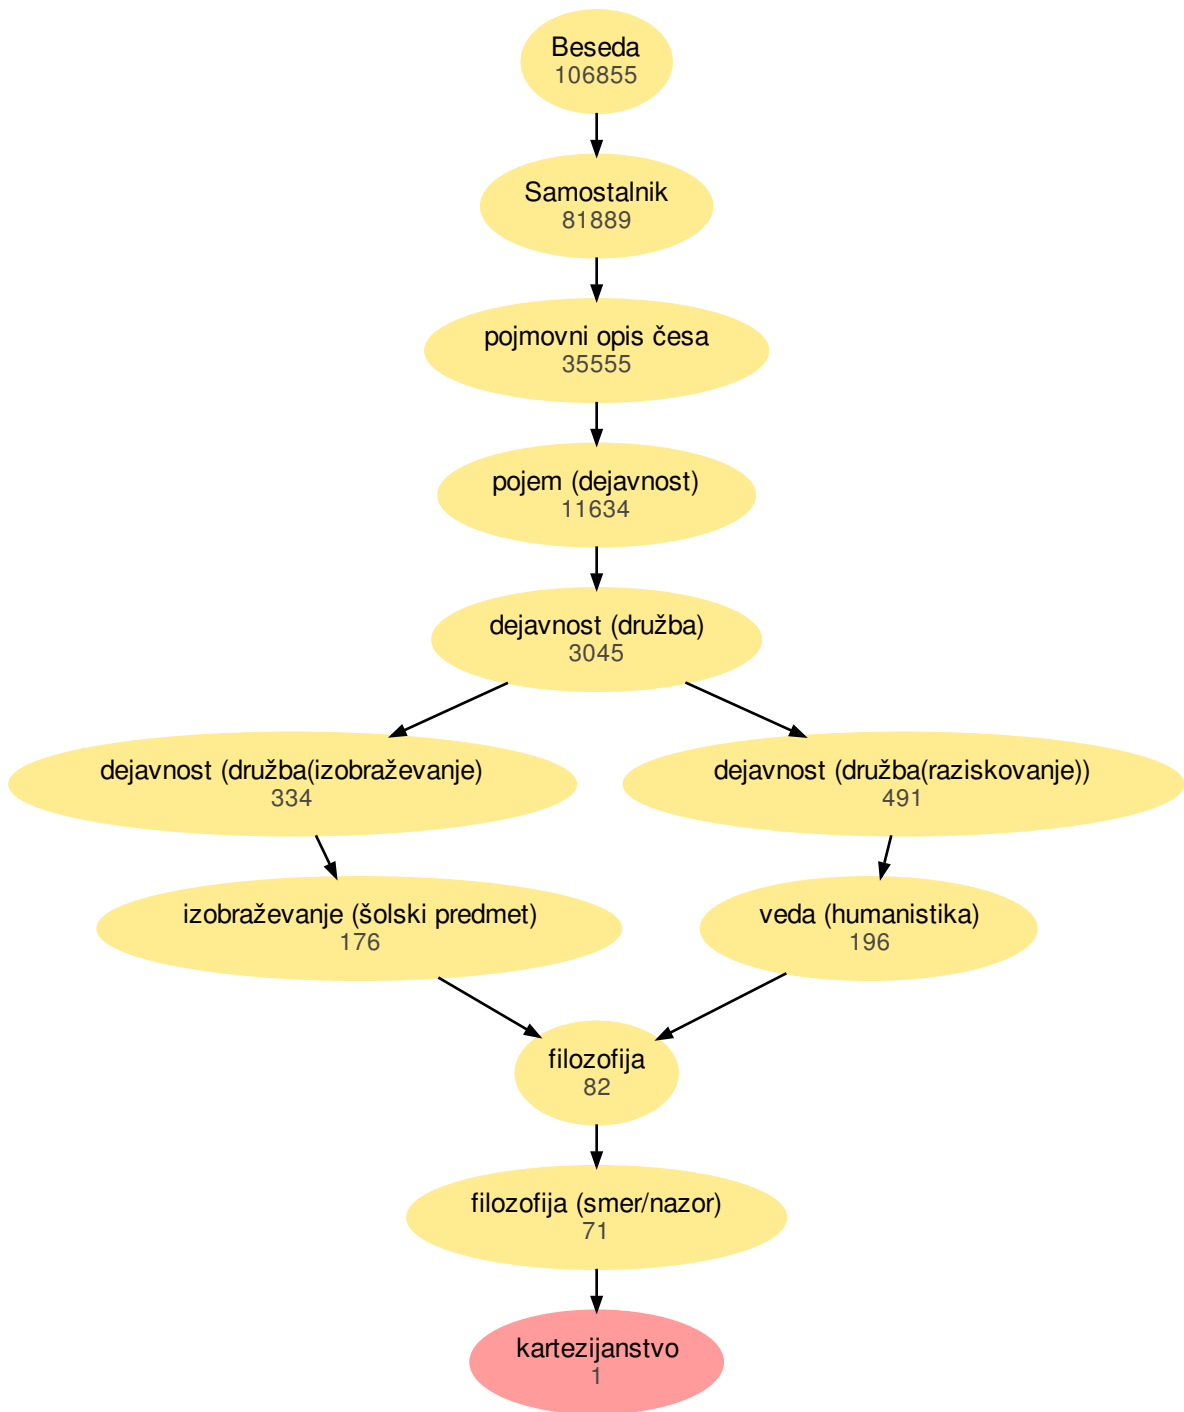 Beseda
106855
Samostalnik
81889
pojmovni opis česa
35555
pojem (dejavnost)
11634
dejavnost (družba)
3045
dejavnost (družba(izobraževanje)
334
dejavnost (družba(raziskovanje))
491
izobraževanje (šolski predmet)
176
veda (humanistika)
196
filozofija
82
filozofija (smer/nazor)
71
kartezijanstvo
1